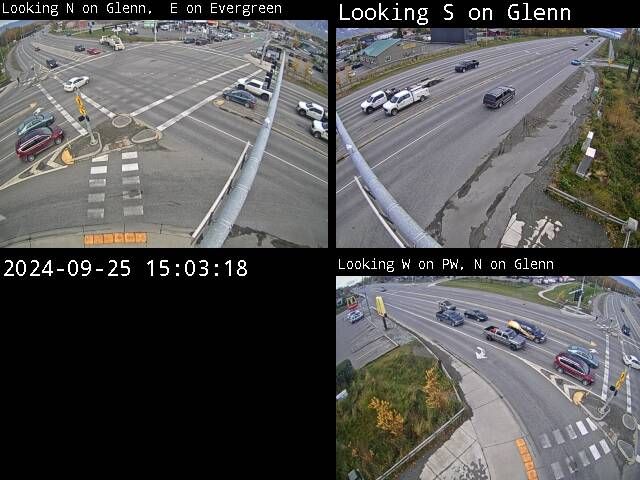 Looking N on Glenn,  E on Evergreen
Looking S on Glenn
2024-09-25 15:03:18
Looking W on PW, N on Glenn